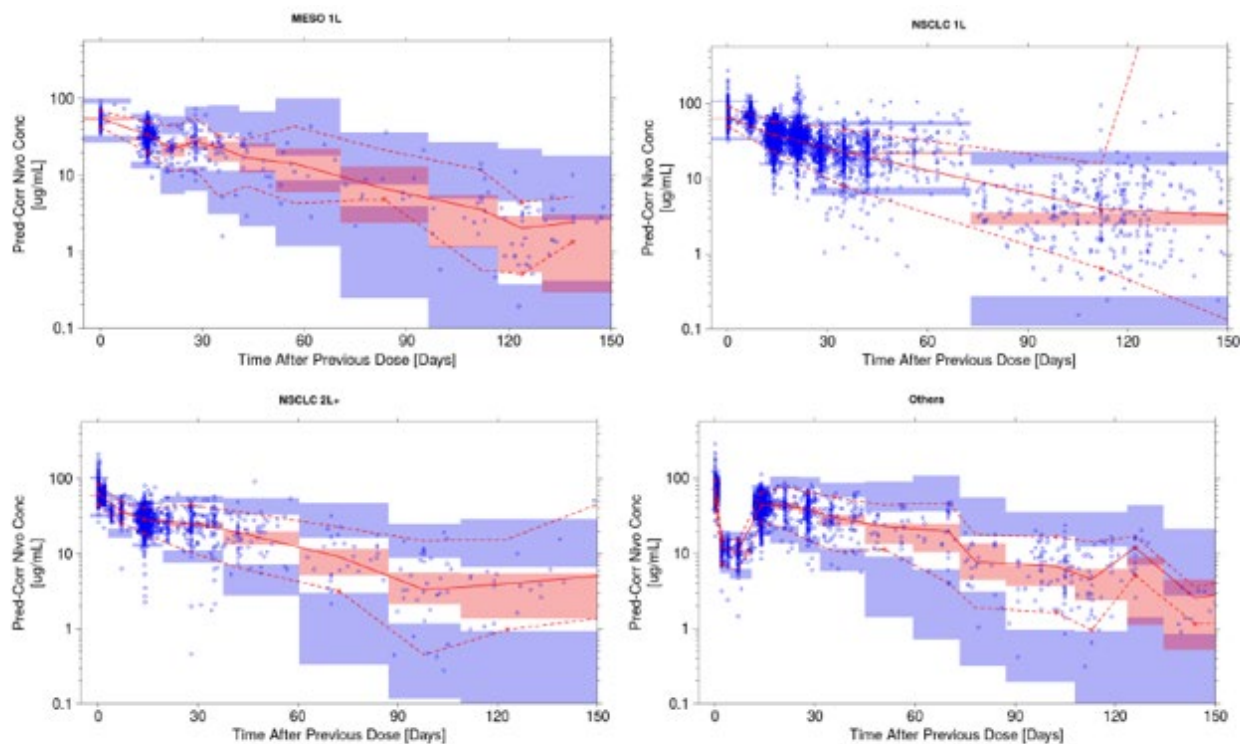 MESO 1L
Pred-Corr Nivo Conc
[ug/mL]
100
10
1
0.1
0 30 60 90 120 150
Time After Previous Dose [Days]
NSCLC 1L
Pred-Corr Nivo Conc
[ug/mL]
100
10
1
0.1
0 30 60 90 120 150
Time After Previous Dose [Days]
NSCLC 2L+
Pred-Corr Nivo Conc
[ug/mL]
100
10
1
0.1
0 30 60 90 120 150
Time After Previous Dose [Days]
Others
Pred-Corr Nivo Conc
[ug/mL]
100
10
1
0.1
0 30 60 90 120 150
Time After Previous Dose [Days]